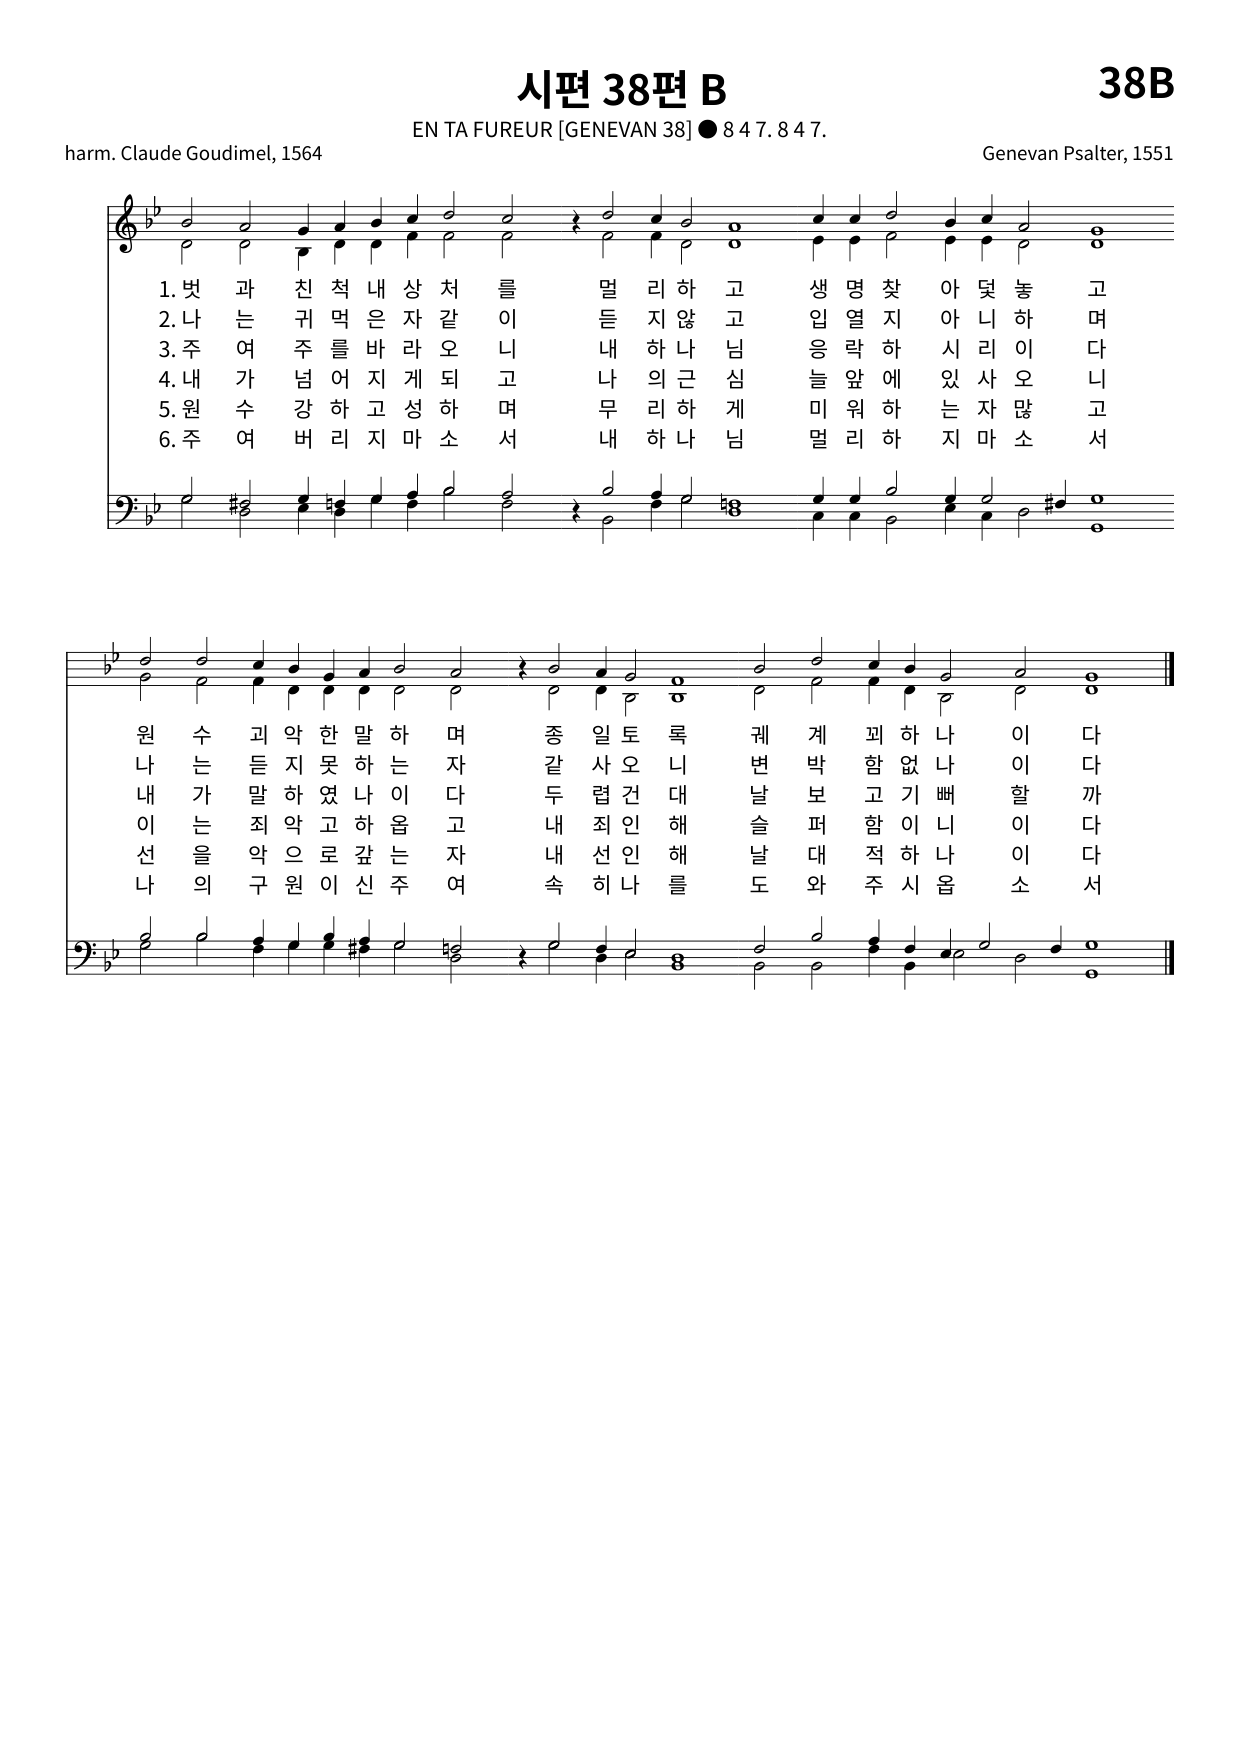 시편 38편 B
38B
EN TA FUREUR [GENEVAN 38] ● 8 4 7. 8 4 7.
harm. Claude Goudimel, 1564
Genevan Psalter, 1551
1. 벗 과 친 척 내 상 처 를 멀 리 하 고 생 명 찾 아 덫 놓 고
2. 나 는 귀 먹 은 자 같 이 듣 지 않 고 입 열 지 아 니 하 며
3. 주 여 주 를 바 라 오 니 내 하 나 님 응 락 하 시 리 이 다
4. 내 가 넘 어 지 게 되 고 나 의 근 심 늘 앞 에 있 사 오 니
5. 원 수 강 하 고 성 하 며 무 리 하 게 미 워 하 는 자 많 고
6. 주 여 버 리 지 마 소 서 내 하 나 님 멀 리 하 지 마 소 서
원 수 괴 악 한 말 하 며 종 일 토 록 궤 계 꾀 하 나 이 다
나 는 듣 지 못 하 는 자 같 사 오 니 변 박 함 없 나 이 다
내 가 말 하 였 나 이 다 두 렵 건 대 날 보 고 기 뻐 할 까
이 는 죄 악 고 하 옵 고 내 죄 인 해 슬 퍼 함 이 니 이 다
선 을 악 으 로 갚 는 자 내 선 인 해 날 대 적 하 나 이 다
나 의 구 원 이 신 주 여 속 히 나 를 도 와 주 시 옵 소 서